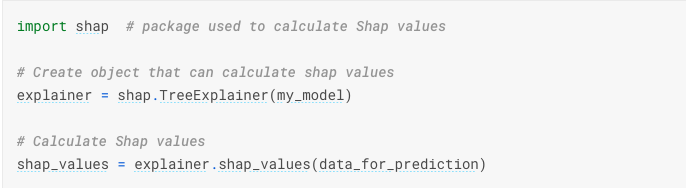 import shap  # package used to calculate Shap values
# Create object that can calculate shap values
explainer = shap.TreeExplainer(my_model)
# Calculate Shap values
shap_values = explainer.shap_values(data_for_prediction)